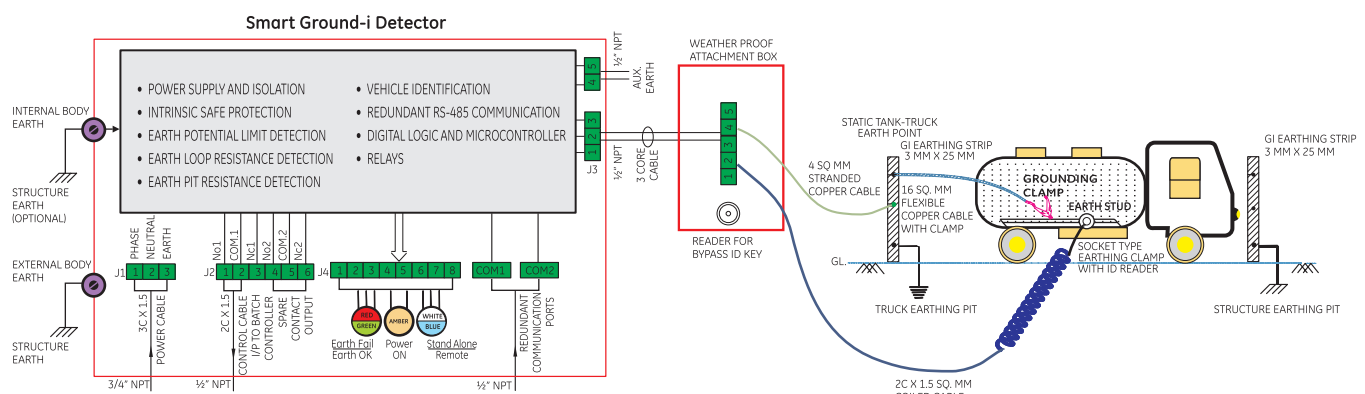 Smart Ground-i Detector
• POWER SUPPLY AND ISOLATION
• INTRINSIC SAFE PROTECTION
• EARTH POTENTIAL LIMIT DETECTION
• EARTH LOOP RESISTANCE DETECTION
• EARTH PIT RESISTANCE DETECTION
• VEHICLE IDENTIFICATION
• REDUNDANT RS-485 COMMUNICATION
• DIGITAL LOGIC AND MICROCONTROLLER
• RELAYS
INTERNAL BODY
EARTH
STRUCTURE
EARTH
(OPTIONAL)
EXTERNAL BODY
EARTH
STRUCTURE
EARTH
PHASE
NEUTRAL
EARTH
J1
1 2 3
3C X 1.5
POWER CABLE
3/4" NPT
No1
COM.1
Nc1
No2
COM.2
Nc2
J2
1 2 3 4 5 6
2C X 1.5
CONTROL CABLE
I/P TO BATCH
CONTROLLER
SPARE
CONTACT
OUTPUT
½" NPT
J4
1 2 3 4 5 6 7 8
RED
GREEN
AMBER
WHITE
BLUE
Earth Fail
Earth OK
Power
ON
Stand Alone
Remote
COM1
COM2
REDUNDANT
COMMUNICATION
PORTS
½" NPT
5
4
½" NPT
AUX.
EARTH
3
2
1
J3
½" NPT
3 CORE
CABLE
WEATHER PROOF
ATTACHMENT BOX
5
4
3
2
1
READER FOR
BYPASS ID KEY
4 SQ MM
STRANDED
COPPER CABLE
STATIC TANK-TRUCK
EARTH POINT
GI EARTHING STRIP
3 MM X 25 MM
16 SQ. MM
FLEXIBLE
COPPER CABLE
WITH CLAMP
GROUNDING
CLAMP
EARTH STUD
SOCKET TYPE
EARTHING CLAMP
WITH ID READER
GI EARTHING STRIP
3 MM X 25 MM
GL.
TRUCK EARTHING PIT
STRUCTURE EARTHING PIT
2C X 1.5 SQ. MM
COILED CABLE